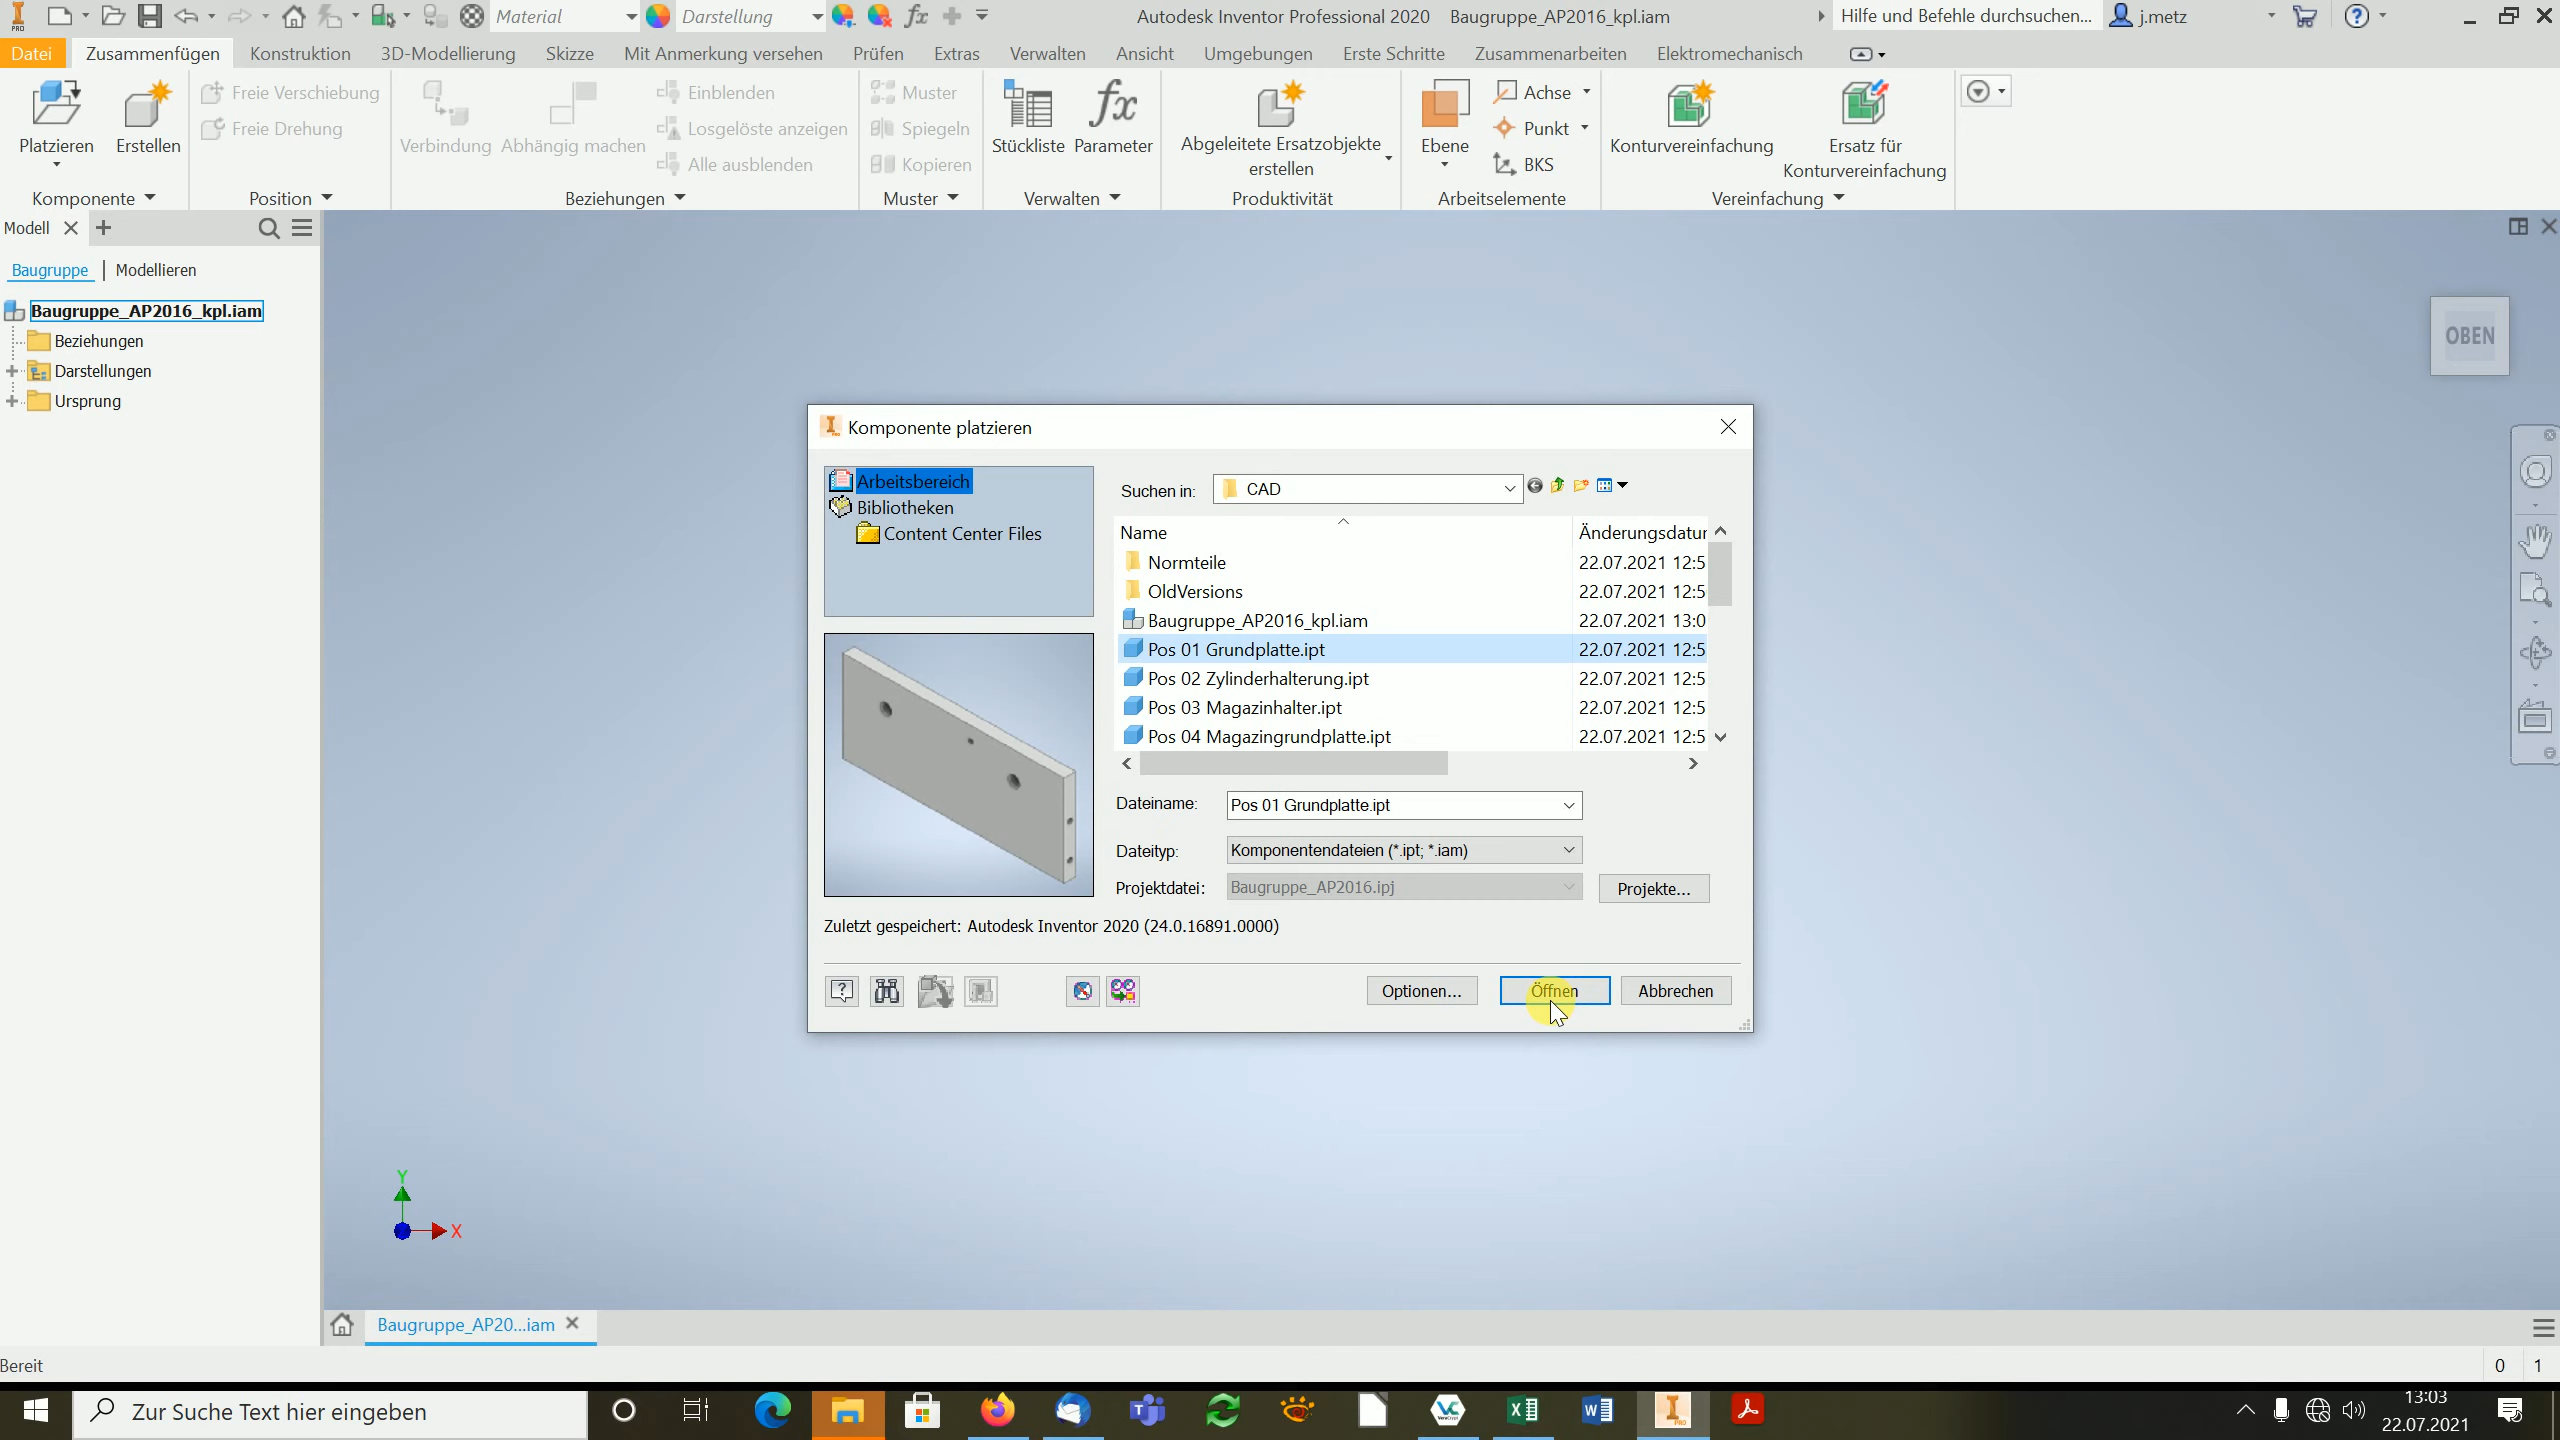 Material
Darstellung
Autodesk Inventor Professional 2020 Baugruppe_AP2016_kpl.iam
Hilfe und Befehle durchsuchen...
j.metz
Datei
Zusammenfügen
Konstruktion
3D-Modellierung
Skizze
Mit Anmerkung versehen
Prüfen
Extras
Verwalten
Ansicht
Umgebungen
Erste Schritte
Zusammenarbeiten
Elektromechanisch
Platzieren
Erstellen
Freie Verschiebung
Freie Drehung
Verbindung
Abhängig machen
Einblenden
Losgelöste anzeigen
Alle ausblenden
Muster
Spiegeln
Kopieren
Stückliste
Parameter
Abgeleitete Ersatzobjekte
erstellen
Ebene
Achse
Punkt
BKS
Konturvereinfachung
Ersatz für
Konturvereinfachung
Komponente
Position
Beziehungen
Muster
Verwalten
Produktivität
Arbeitselemente
Vereinfachung
Modell
Baugruppe
Modellieren
Baugruppe_AP2016_kpl.iam
Beziehungen
Darstellungen
Ursprung
OBEN
Komponente platzieren
Arbeitsbereich
Bibliotheken
Content Center Files
Suchen in:
CAD
Name
Änderungsdatur
Normteile
22.07.2021 12:5
OldVersions
22.07.2021 12:5
Baugruppe_AP2016_kpl.iam
22.07.2021 13:0
Pos 01 Grundplatte.ipt
22.07.2021 12:5
Pos 02 Zylinderhalterung.ipt
22.07.2021 12:5
Pos 03 Magazinhalter.ipt
22.07.2021 12:5
Pos 04 Magazingrundplatte.ipt
22.07.2021 12:5
Dateiname:
Pos 01 Grundplatte.ipt
Dateityp:
Komponentendateien (*.ipt; *.iam)
Projektdatei:
Baugruppe_AP2016.ipj
Projekte...
Zuletzt gespeichert: Autodesk Inventor 2020 (24.0.16891.0000)
Optionen...
Öffnen
Abbrechen
Y
X
Baugruppe_AP20...iam
Bereit
0
1
Zur Suche Text hier eingeben
13:03
22.07.2021